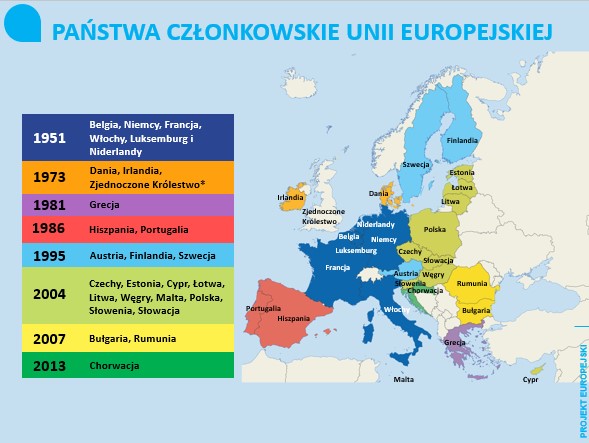 PAŃSTWA CZŁONKOWSKIE UNII EUROPEJSKIEJ
1951
Belgia, Niemcy, Francja,
Włochy, Luksemburg i
Niderlandy
1973
Dania, Irlandia,
Zjednoczone Królestwo*
1981
Grecja
1986
Hiszpania, Portugalia
1995
Austria, Finlandia, Szwecja
2004
Czechy, Estonia, Cypr, Łotwa,
Litwa, Węgry, Malta, Polska,
Słowenia, Słowacja
2007
Bułgaria, Rumunia
2013
Chorwacja
Finlandia
Szwecja
Estonia
Łotwa
Litwa
Dania
Irlandia
Zjednoczone
Królestwo
Niderlandy
Belgia
Niemcy
Luksemburg
Polska
Czechy
Słowacja
Francja
Austria
Węgry
Słowenia
Chorwacja
Rumunia
Bułgaria
Włochy
Portugalia
Hiszpania
Grecja
Malta
Cypr
PROJEKT EUROPEJSKI